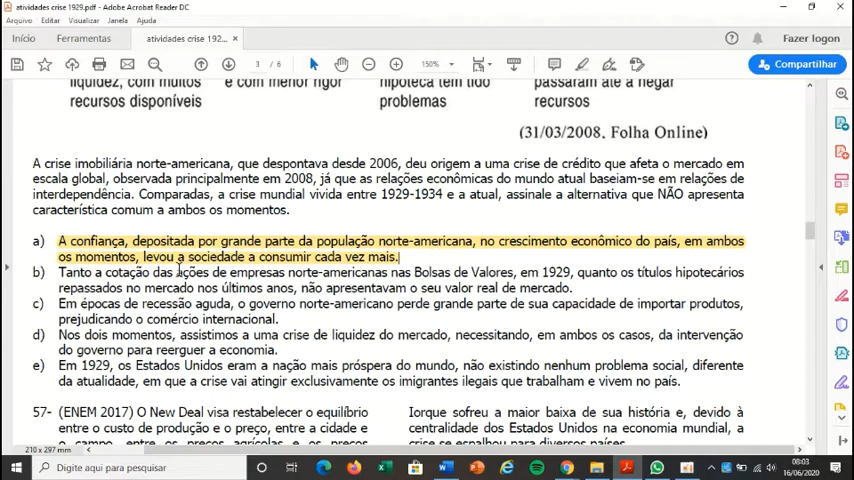 atividades crise 1929.pdf - Adobe Acrobat Reader DC
Arquivo Editar Visualizar Janela Ajuda
Início Ferramentas atividades crise 192... × Fazer logon
3 / 6 150% Compartilhar
liquidez, com muitos e com menor rigor hipoteca tem tido passaram até a negar
recursos disponíveis problemas recursos
(31/03/2008, Folha Online)
A crise imobiliária norte-americana, que despontava desde 2006, deu origem a uma crise de crédito que afeta o mercado em
escala global, observada principalmente em 2008, já que as relações econômicas do mundo atual baseiam-se em relações de
interdependência. Comparadas, a crise mundial vivida entre 1929-1934 e a atual, assinale a alternativa que NÃO apresenta
característica comum a ambos os momentos.
a) A confiança, depositada por grande parte da população norte-americana, no crescimento econômico do país, em ambos
os momentos, levou a sociedade a consumir cada vez mais.
b) Tanto a cotação das ações de empresas norte-americanas nas Bolsas de Valores, em 1929, quanto os títulos hipotecários
repassados no mercado nos últimos anos, não apresentavam o seu valor real de mercado.
c) Em épocas de recessão aguda, o governo norte-americano perde grande parte de sua capacidade de importar produtos,
prejudicando o comércio internacional.
d) Nos dois momentos, assistimos a uma crise de liquidez do mercado, necessitando, em ambos os casos, da intervenção
do governo para reerguer a economia.
e) Em 1929, os Estados Unidos eram a nação mais próspera do mundo, não existindo nenhum problema social, diferente
da atualidade, em que a crise vai atingir exclusivamente os imigrantes ilegais que trabalham e vivem no país.
57- (ENEM 2017) O New Deal visa restabelecer o equilíbrio
entre o custo de produção e o preço, entre a cidade e
o campo, entre os preços agrícolas e os preços
Iorque sofreu a maior baixa de sua história e, devido à
centralidade dos Estados Unidos na economia mundial, a
crise se espalhou para diversos países.
210 x 297 mm
Digite aqui para pesquisar
08:03
16/06/2020